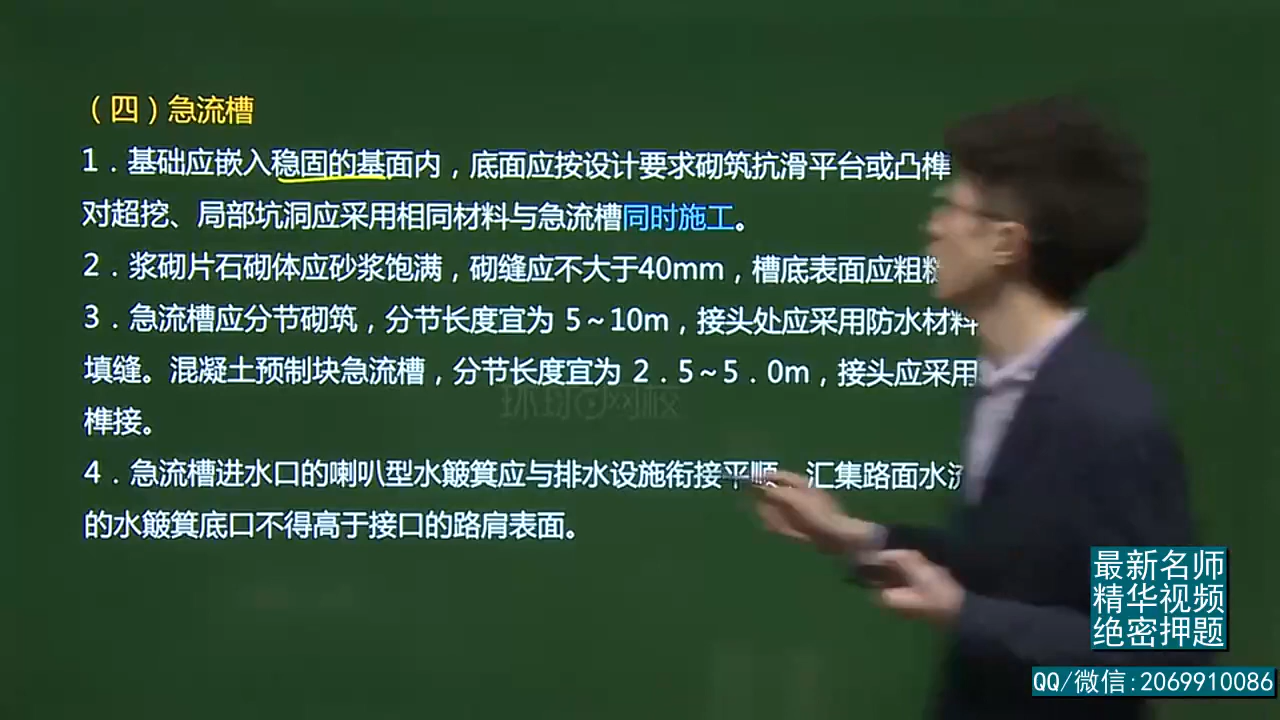 （四）急流槽
1．基础应嵌入稳固的基面内，底面应按设计要求砌筑抗滑平台或凸榫
对超挖、局部坑洞应采用相同材料与急流槽同时施工。
2．浆砌片石砌体应砂浆饱满，砌缝应不大于40mm，槽底表面应粗糙
3．急流槽应分节砌筑，分节长度宜为 5～10m，接头处应采用防水材料
填缝。混凝土预制块急流槽，分节长度宜为 2．5～5．0m，接头应采用
榫接。
环球网校
4．急流槽进水口的喇叭型水簸箕应与排水设施衔接平顺，汇集路面水流
的水簸箕底口不得高于接口的路肩表面。
最新名师
精华视频
绝密押题
QQ/微信:2069910086